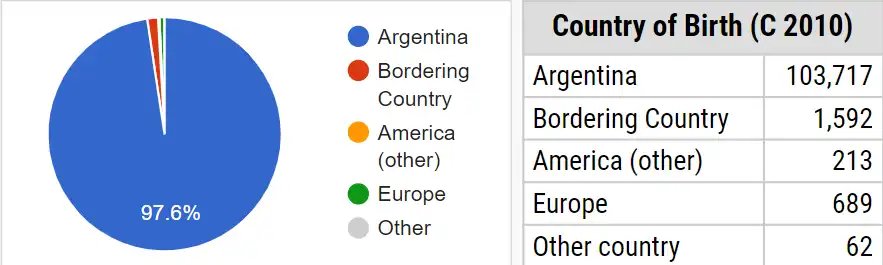 97.6%
Argentina
Bordering
Country
America
(other)
Europe
Other
Country of Birth (C 2010)
Argentina 103,717
Bordering Country 1,592
America (other) 213
Europe 689
Other country 62